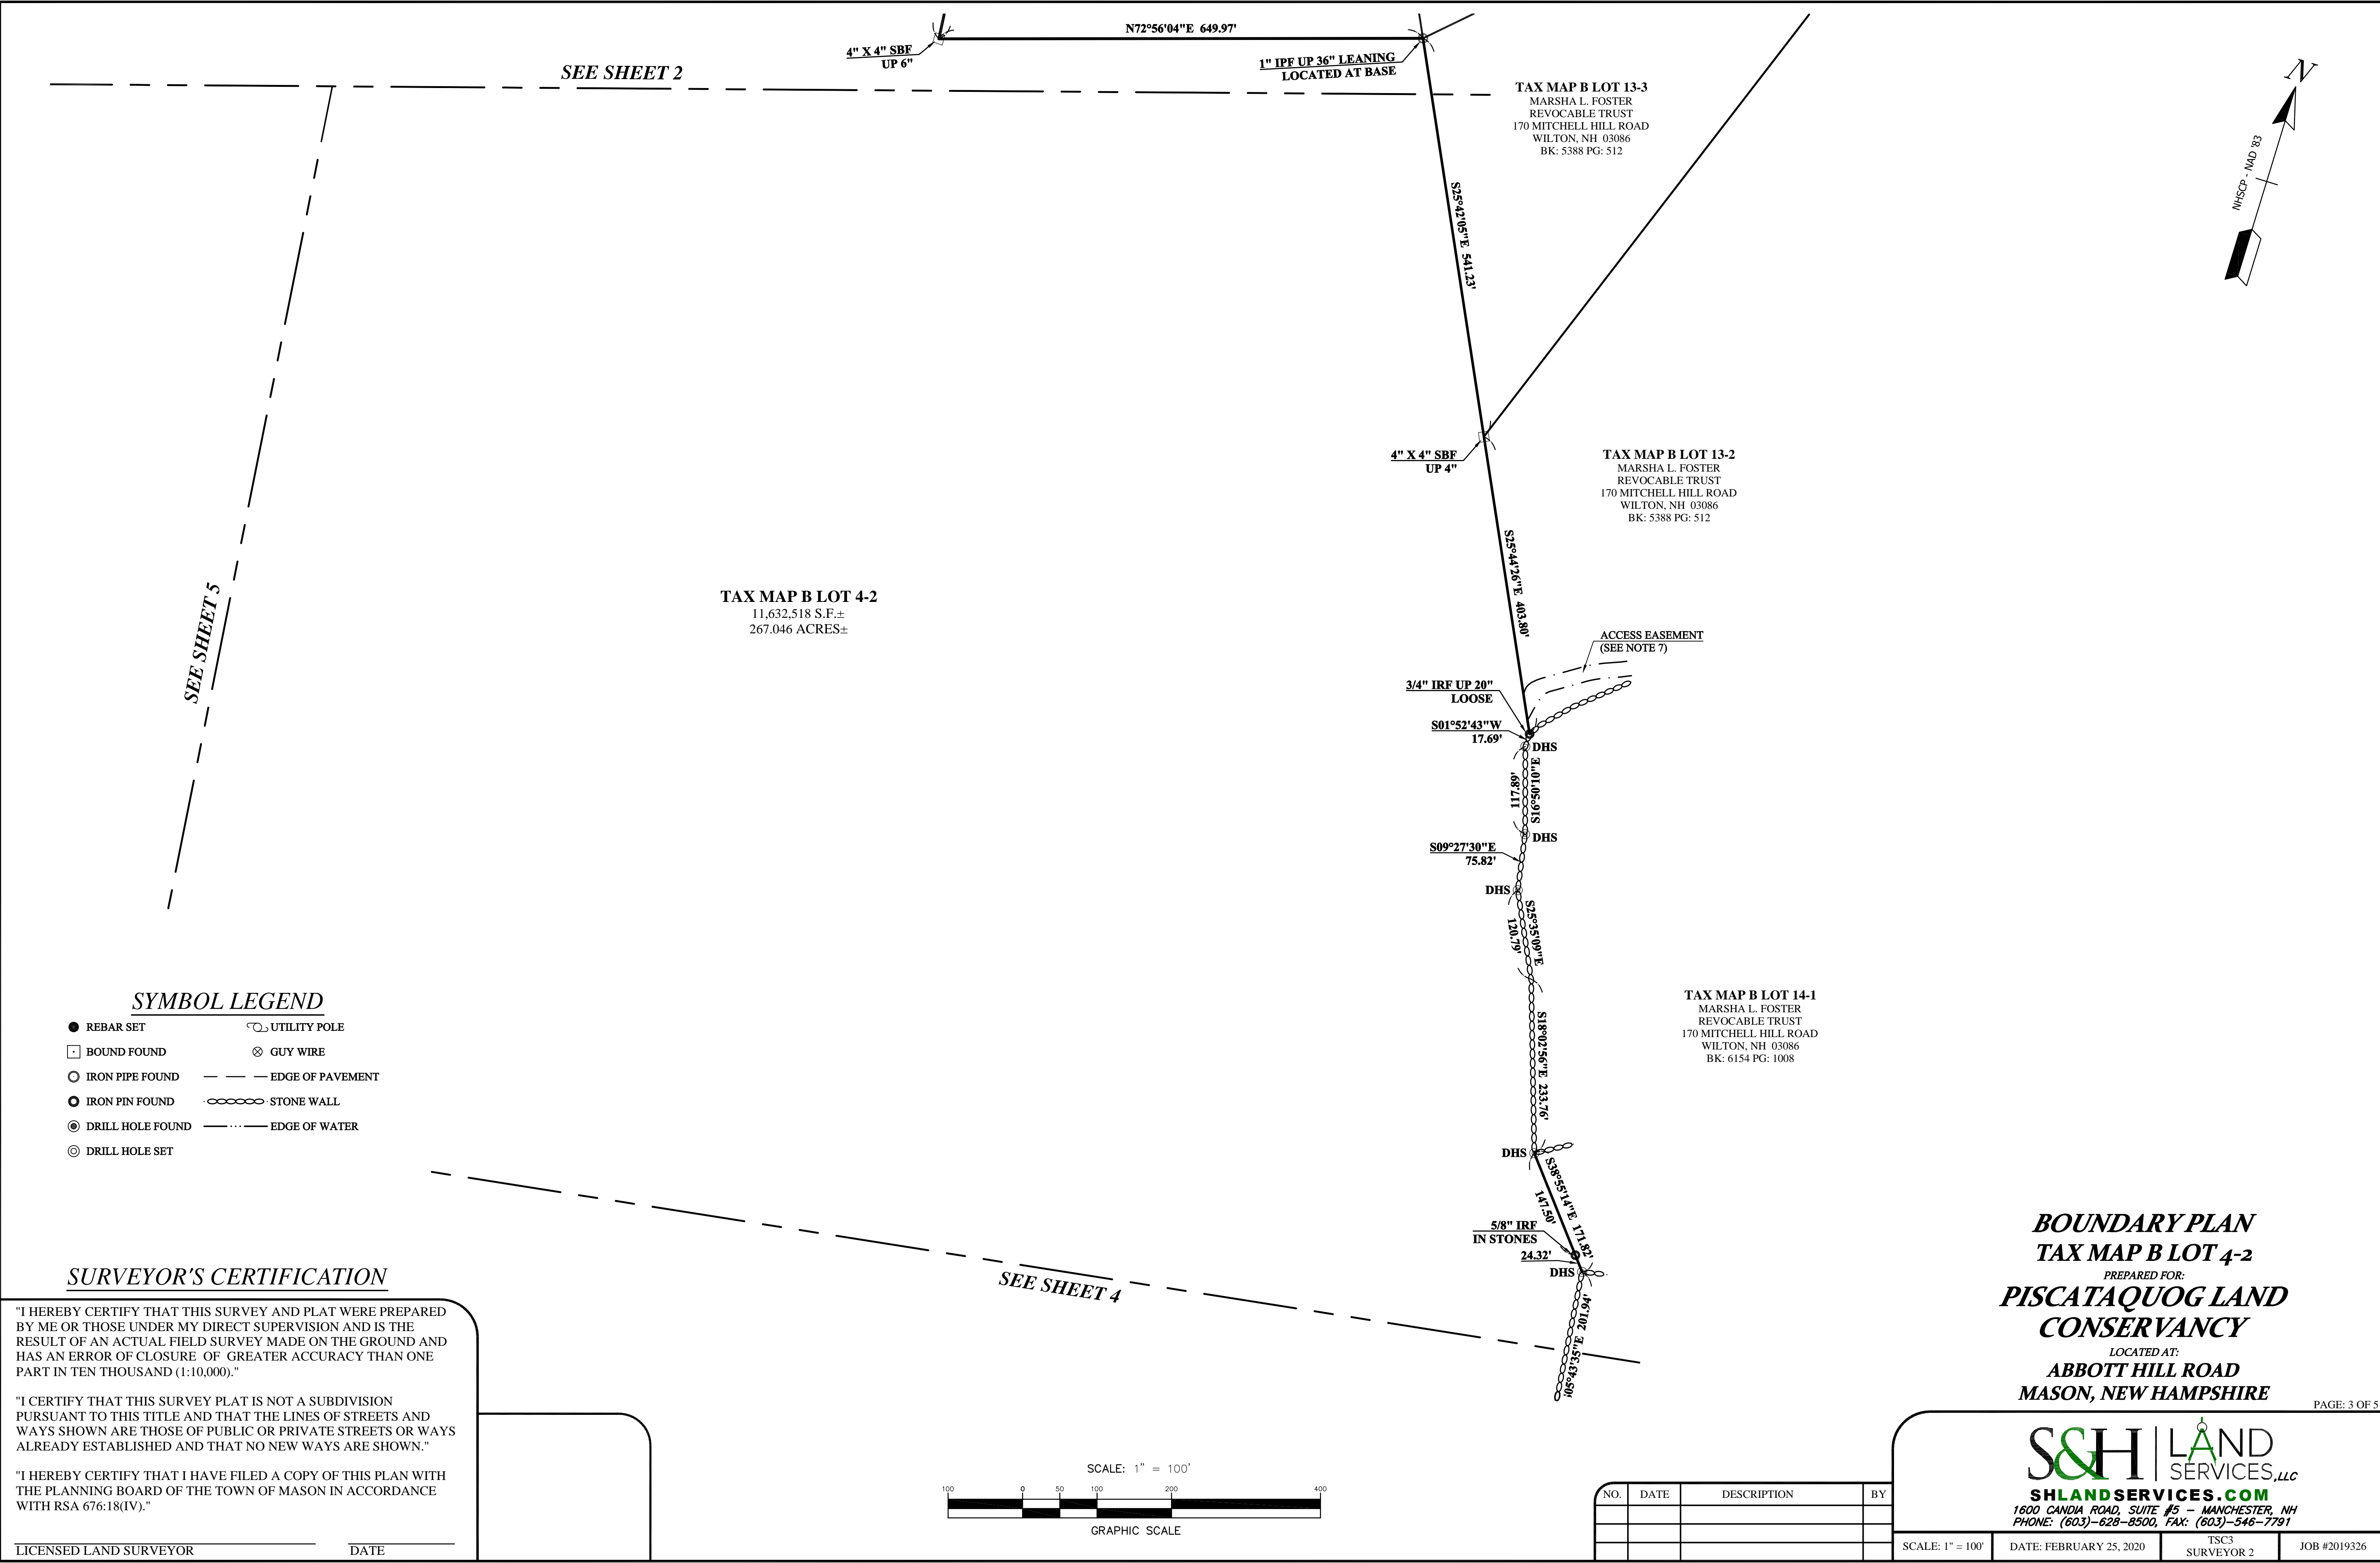 N72°56'04"E 649.97'
4" X 4" SBF
UP 6"
1" IPF UP 36" LEANING
LOCATED AT BASE
SEE SHEET 2
TAX MAP B LOT 13-3
MARSHA L. FOSTER
REVOCABLE TRUST
170 MITCHELL HILL ROAD
WILTON, NH 03086
BK: 5388 PG: 512
N
NHSCP - NAD '83
S25°42'05"E 541.23'
4" X 4" SBF
UP 4"
TAX MAP B LOT 13-2
MARSHA L. FOSTER
REVOCABLE TRUST
170 MITCHELL HILL ROAD
WILTON, NH 03086
BK: 5388 PG: 512
S25°44'26"E 403.80'
SEE SHEET 5
TAX MAP B LOT 4-2
11,632,518 S.F.±
267.046 ACRES±
ACCESS EASEMENT
(SEE NOTE 7)
3/4" IRF UP 20"
LOOSE
S01°52'43"W
17.69'
DHS
117.89'
S16°50'10"E
DHS
S09°27'30"E
75.82'
DHS
S25°35'09"E
120.79'
TAX MAP B LOT 14-1
MARSHA L. FOSTER
REVOCABLE TRUST
170 MITCHELL HILL ROAD
WILTON, NH 03086
BK: 6154 PG: 1008
S18°02'56"E 233.76'
DHS
S38°55'14"E 171.82'
147.50'
5/8" IRF
IN STONES
24.32'
DHS
S05°43'35"E 201.94'
SEE SHEET 4
SYMBOL LEGEND
REBAR SET
BOUND FOUND
IRON PIPE FOUND
IRON PIN FOUND
DRILL HOLE FOUND
DRILL HOLE SET
UTILITY POLE
GUY WIRE
EDGE OF PAVEMENT
STONE WALL
EDGE OF WATER
SURVEYOR'S CERTIFICATION
"I HEREBY CERTIFY THAT THIS SURVEY AND PLAT WERE PREPARED
BY ME OR THOSE UNDER MY DIRECT SUPERVISION AND IS THE
RESULT OF AN ACTUAL FIELD SURVEY MADE ON THE GROUND AND
HAS AN ERROR OF CLOSURE OF GREATER ACCURACY THAN ONE
PART IN TEN THOUSAND (1:10,000)."
"I CERTIFY THAT THIS SURVEY PLAT IS NOT A SUBDIVISION
PURSUANT TO THIS TITLE AND THAT THE LINES OF STREETS AND
WAYS SHOWN ARE THOSE OF PUBLIC OR PRIVATE STREETS OR WAYS
ALREADY ESTABLISHED AND THAT NO NEW WAYS ARE SHOWN."
"I HEREBY CERTIFY THAT I HAVE FILED A COPY OF THIS PLAN WITH
THE PLANNING BOARD OF THE TOWN OF MASON IN ACCORDANCE
WITH RSA 676:18(IV)."
LICENSED LAND SURVEYOR DATE
SCALE: 1" = 100'
100 0 50 100 200 400
GRAPHIC SCALE
BOUNDARY PLAN
TAX MAP B LOT 4-2
PREPARED FOR:
PISCATAQUOG LAND
CONSERVANCY
LOCATED AT:
ABBOTT HILL ROAD
MASON, NEW HAMPSHIRE
PAGE: 3 OF 5
S&H LAND
SERVICES, LLC
SHLANDSERVICES.COM
1600 CANDIA ROAD, SUITE #5 - MANCHESTER, NH
PHONE: (603)-628-8500, FAX: (603)-546-7791
NO. DATE DESCRIPTION BY
SCALE: 1" = 100'
DATE: FEBRUARY 25, 2020
TSC3
SURVEYOR 2
JOB #2019326